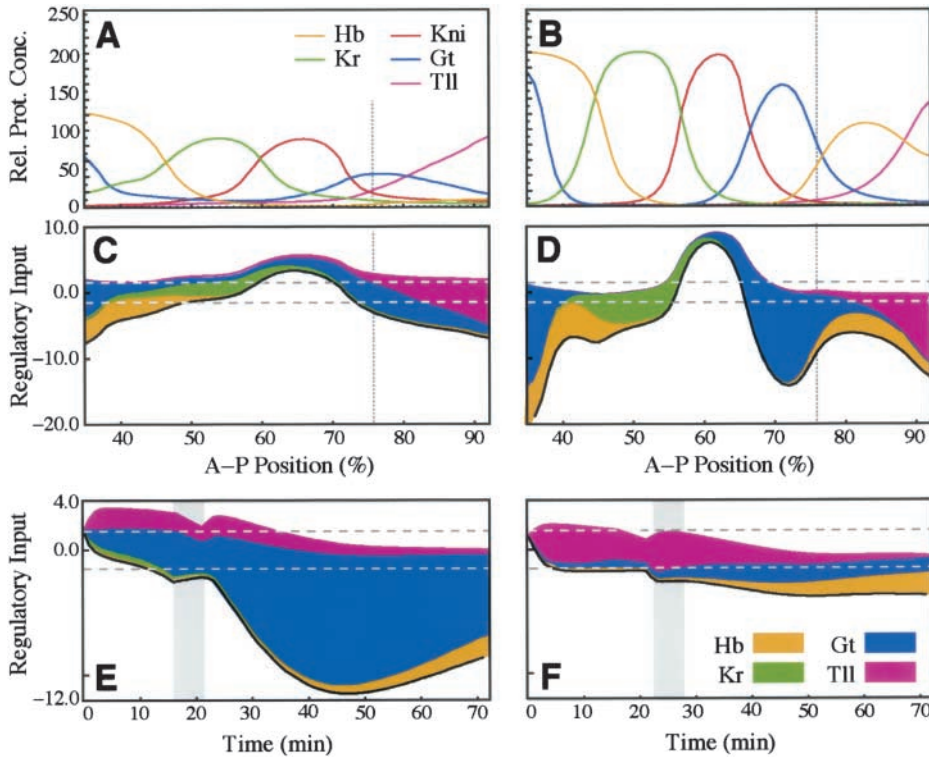 250
200
150
100
50
0
Rel. Prot. Conc.
A
Hb
Kr
Kni
Gt
Tll
B
10.0
0.0
−10.0
−20.0
Regulatory Input
C
D
40 50 60 70 80 90
A–P Position (%)
40 50 60 70 80 90
A–P Position (%)
4.0
0.0
−12.0
Regulatory Input
E
F
Hb
Kr
Gt
Tll
0 10 20 30 40 50 60 70
Time (min)
0 10 20 30 40 50 60 70
Time (min)